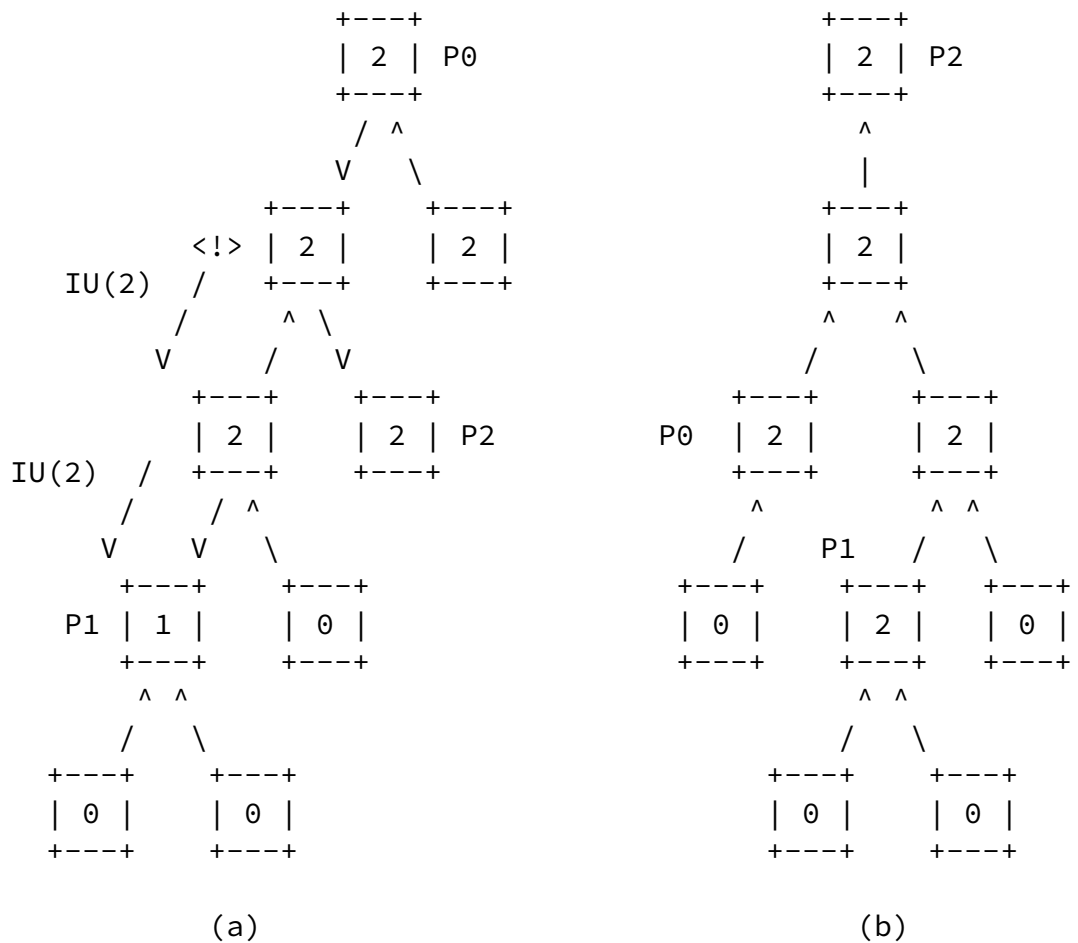 +---+ +---+
| 2 | P0 | 2 | P2
+---+ +---+
/ ^ ^
V \ |
+---+ +---+ +---+
<!> | 2 | | 2 | | 2 |
IU(2) / +---+ +---+ +---+
/ ^ \ ^ ^
V / V / \
+---+ +---+ +---+ +---+
| 2 | | 2 | P2 P0 | 2 | | 2 |
IU(2) / +---+ +---+ +---+ +---+
/ / ^ ^ ^ ^
V V \ / P1 / \
+---+ +---+ +---+ +---+ +---+
P1 | 1 | | 0 | | 0 | | 2 | | 0 |
+---+ +---+ +---+ +---+ +---+
^ ^ ^ ^
/ \ / \
+---+ +---+ +---+ +---+
| 0 | | 0 | | 0 | | 0 |
+---+ +---+ +---+ +---+
(a) (b)